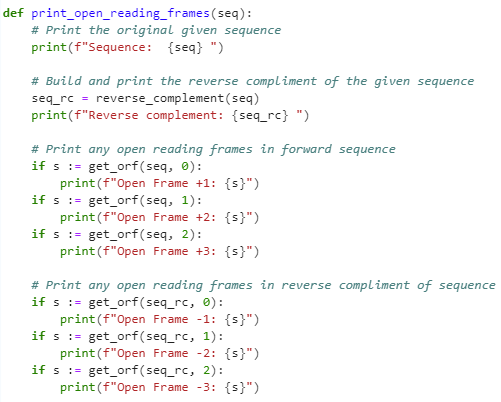 def print_open_reading_frames(seq):
    # Print the original given sequence
    print(f"Sequence:  {seq} ")

    # Build and print the reverse compliment of the given sequence
    seq_rc = reverse_complement(seq)
    print(f"Reverse complement: {seq_rc} ")

    # Print any open reading frames in forward sequence
    if s := get_orf(seq, 0):
        print(f"Open Frame +1: {s}")
    if s := get_orf(seq, 1):
        print(f"Open Frame +2: {s}")
    if s := get_orf(seq, 2):
        print(f"Open Frame +3: {s}")

    # Print any open reading frames in reverse compliment of sequence
    if s := get_orf(seq_rc, 0):
        print(f"Open Frame -1: {s}")
    if s := get_orf(seq_rc, 1):
        print(f"Open Frame -2: {s}")
    if s := get_orf(seq_rc, 2):
        print(f"Open Frame -3: {s}")